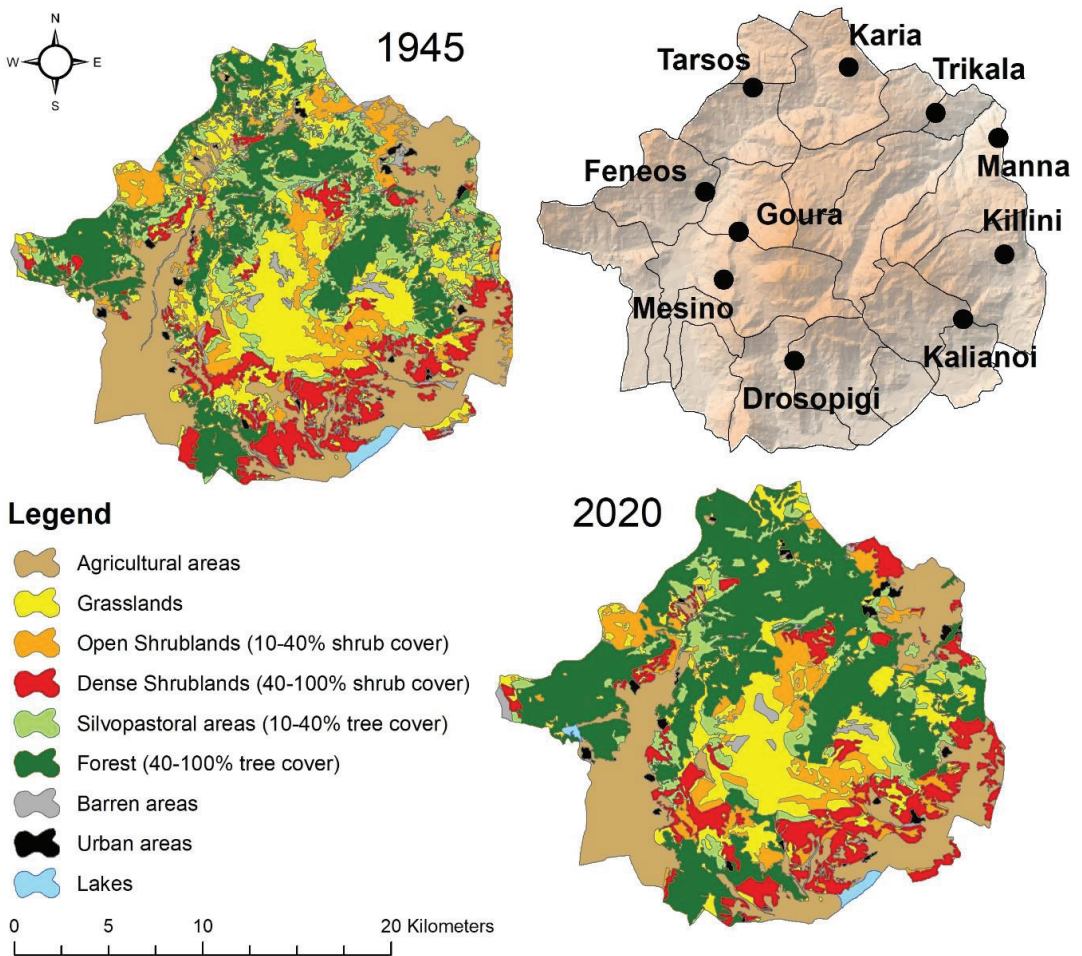 N
W
E
S
1945
Tarsos
Karia
Trikala
Manna
Feneos
Goura
Killini
Mesino
Kalianoi
Drosopigi
2020
Legend
Agricultural areas
Grasslands
Open Shrublands (10-40% shrub cover)
Dense Shrublands (40-100% shrub cover)
Silvopastoral areas (10-40% tree cover)
Forest (40-100% tree cover)
Barren areas
Urban areas
Lakes
0 5 10 20 Kilometers